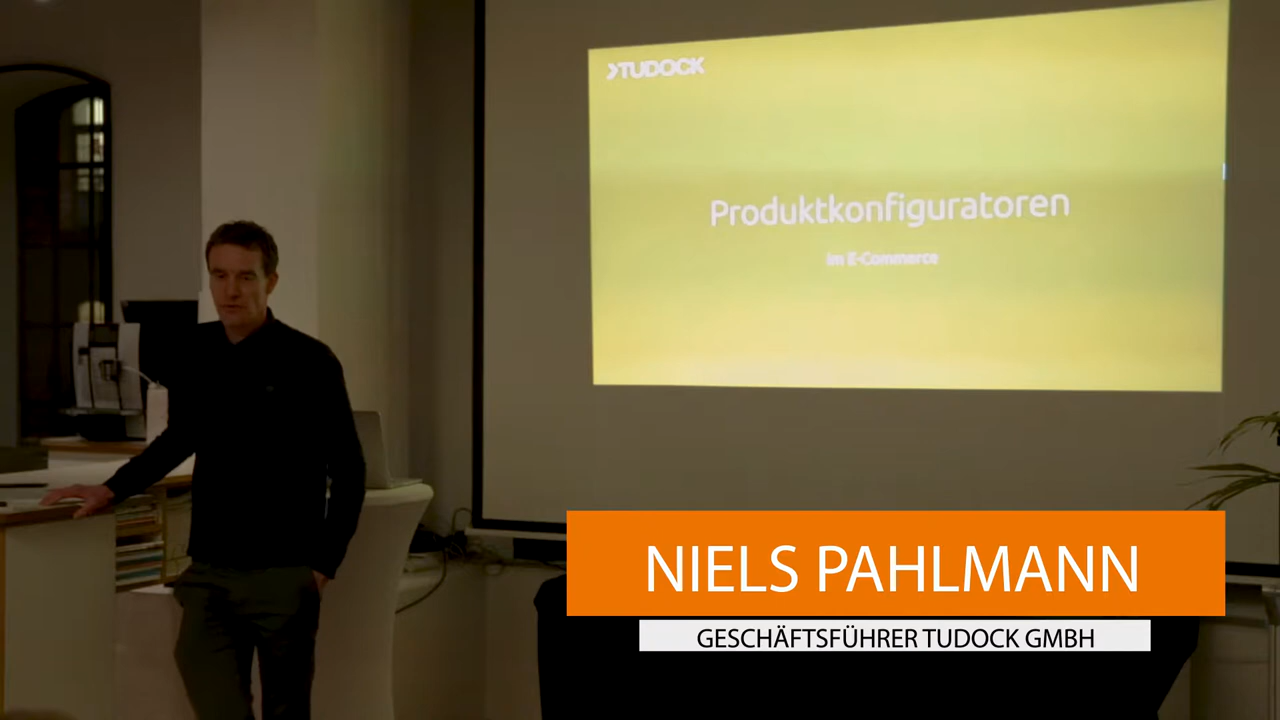 TUDOCK
Produktkonfiguratoren
im E-Commerce
NIELS PAHLMANN
GESCHÄFTSFÜHRER TUDOCK GMBH